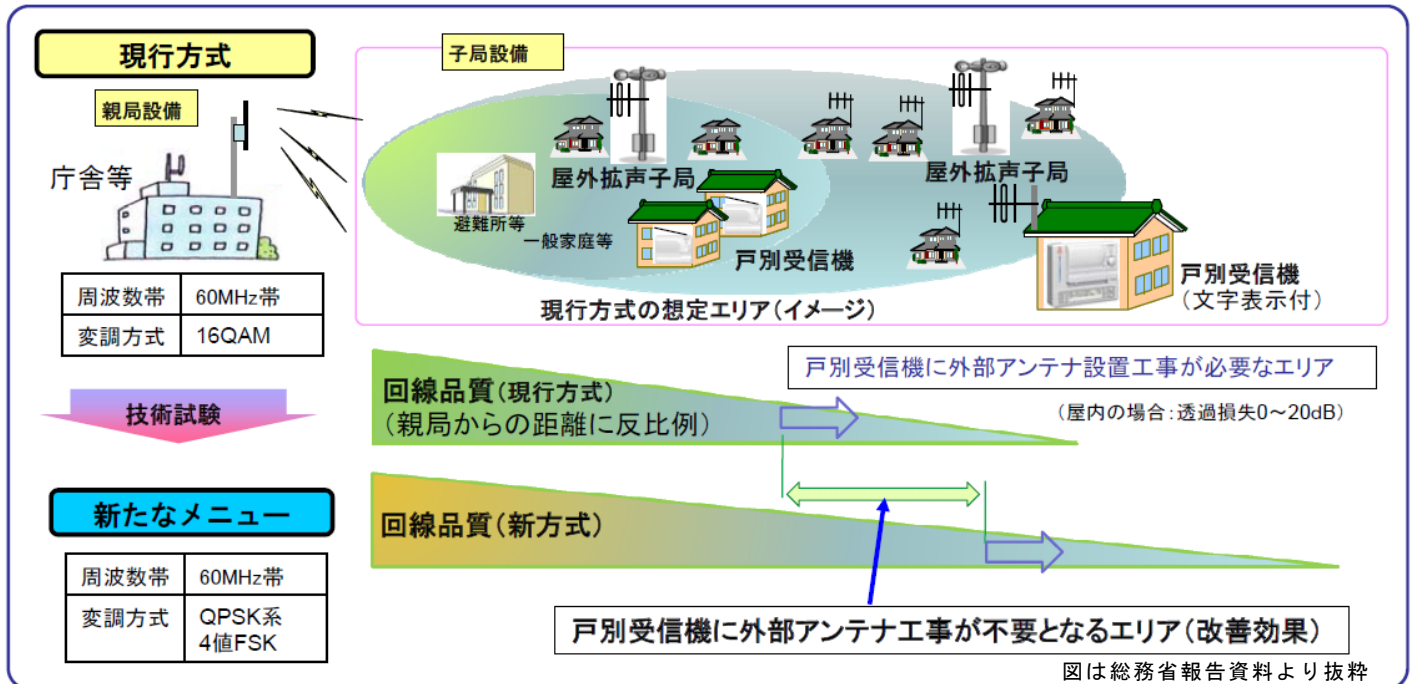 現行方式
親局設備
庁舎等
周波数帯 60MHz帯
変調方式 16QAM
技術試験
新たなメニュー
周波数帯 60MHz帯
変調方式 QPSK系
4値FSK
子局設備
屋外拡声子局
屋外拡声子局
避難所等
一般家庭等
戸別受信機
戸別受信機
(文字表示付)
現行方式の想定エリア(イメージ)
回線品質(現行方式)
(親局からの距離に反比例)
戸別受信機に外部アンテナ設置工事が必要なエリア
(屋内の場合:透過損失0~20dB)
回線品質(新方式)
戸別受信機に外部アンテナ工事が不要となるエリア(改善効果)
図は総務省報告資料より抜粋